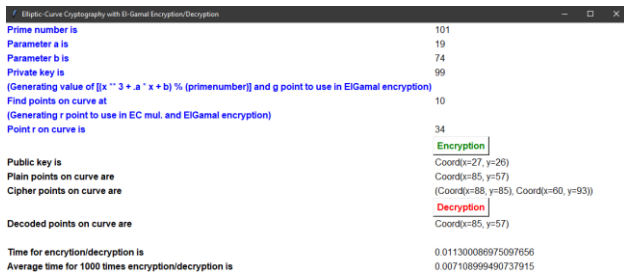 Elliptic-Curve Cryptography with El-Gamal Encryption/Decryption
Prime number is 101
Parameter a is 19
Parameter b is 74
Private key is 99
(Generating value of [(x ** 3 + .a * x + b) % (primenumber)] and g point to use in ElGamal encryption)
Find points on curve at 10
(Generating r point to use in EC mul. and ElGamal encryption)
Point r on curve is 34
Encryption
Public key is Coord(x=27, y=26)
Plain points on curve are Coord(x=85, y=57)
Cipher points on curve are (Coord(x=88, y=85), Coord(x=60, y=93))
Decryption
Decoded points on curve are Coord(x=85, y=57)
Time for encrytion/decryption is 0.011300086975097656
Average time for 1000 times encryption/decryption is 0.007108999490737915